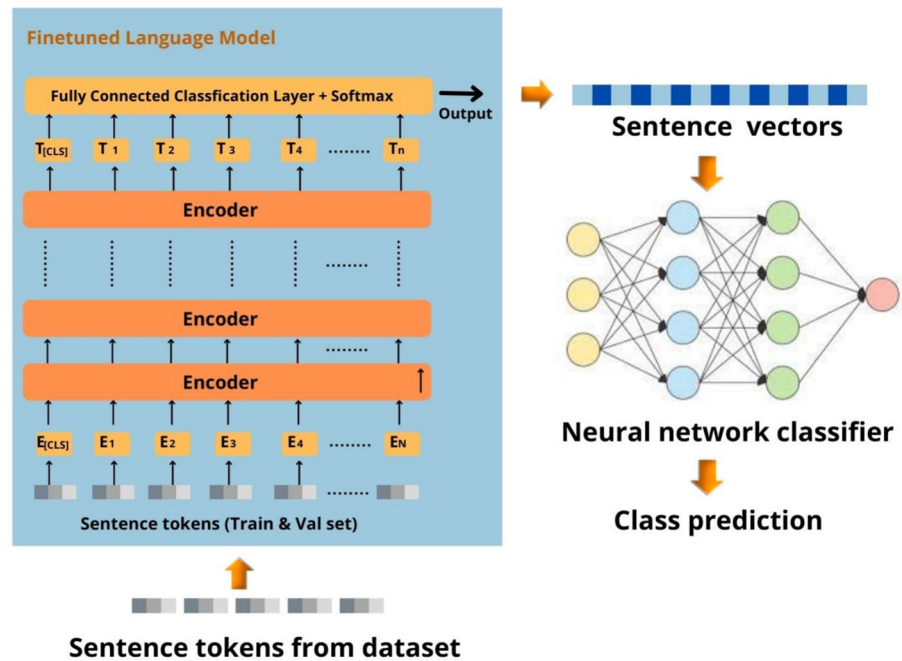 Finetuned Language Model
Fully Connected Classfication Layer + Softmax
Output
T[CLS] T 1 T 2 T 3 T4 ........ Tn
Encoder
........
Encoder
........
Encoder
E[CLS] E1 E2 E3 E4 ........ EN
........
Sentence tokens (Train & Val set)
Sentence tokens from dataset
Sentence vectors
Neural network classifier
Class prediction